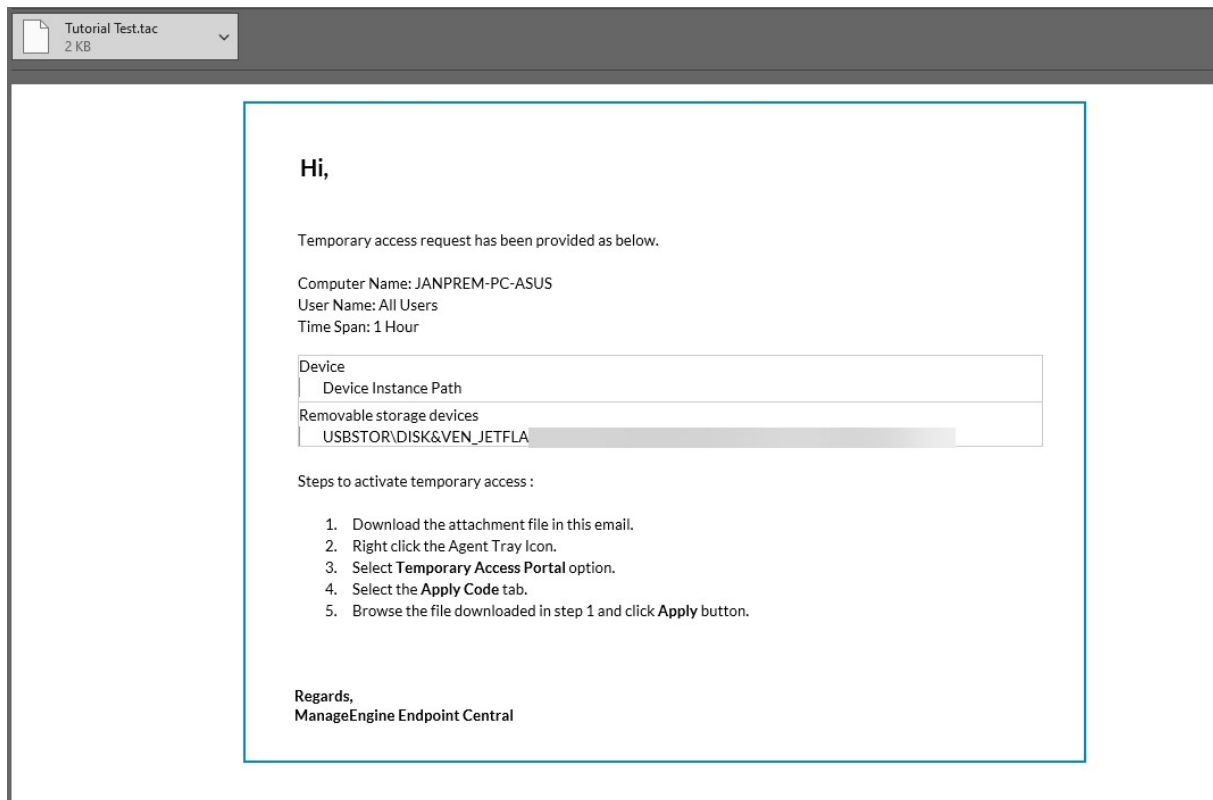 Tutorial Test.tac
2 KB
Hi,
Temporary access request has been provided as below.
Computer Name: JANPREM-PC-ASUS
User Name: All Users
Time Span: 1 Hour
Device
Device Instance Path
Removable storage devices
USBSTOR\DISK&VEN_JETFLA
Steps to activate temporary access :
1. Download the attachment file in this email.
2. Right click the Agent Tray Icon.
3. Select Temporary Access Portal option.
4. Select the Apply Code tab.
5. Browse the file downloaded in step 1 and click Apply button.
Regards,
ManageEngine Endpoint Central